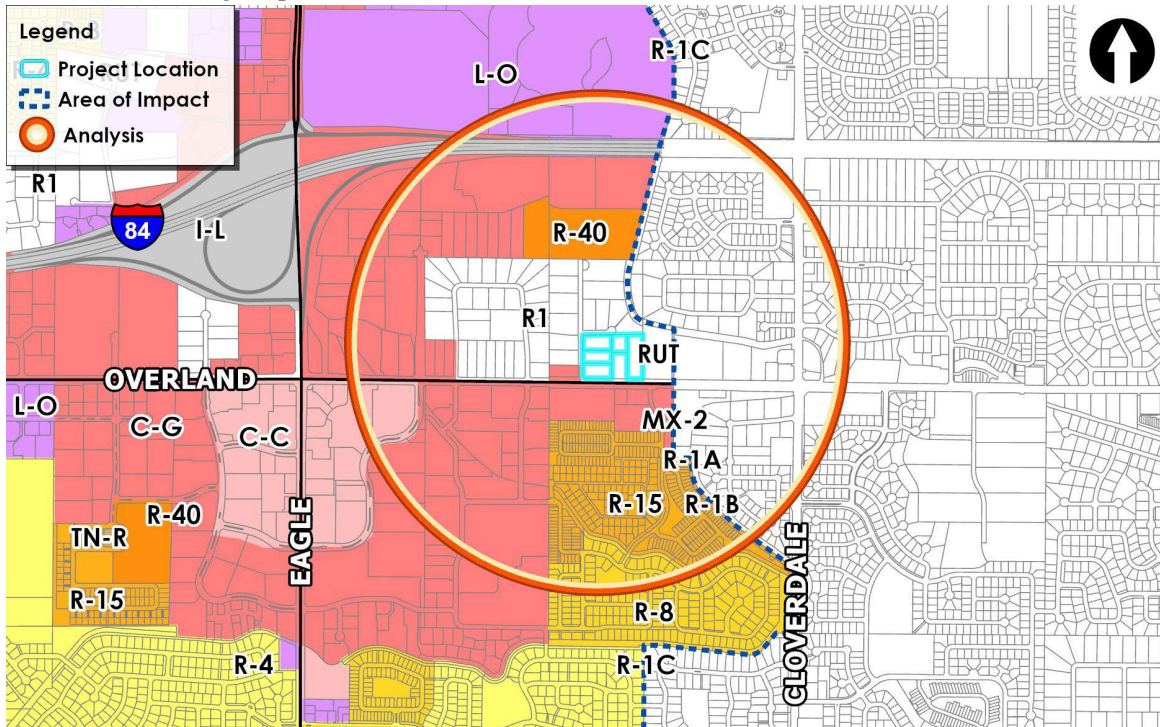 Legend
Project Location
Area of Impact
Analysis
R-1C
L-O
R1
84
I-L
R-40
R1
RUT
OVERLAND
L-O
C-G
C-C
MX-2
R-1A
R-15
R-1B
R-40
TN-R
EAGLE
R-15
R-8
CLOVERDALE
R-4
R-1C